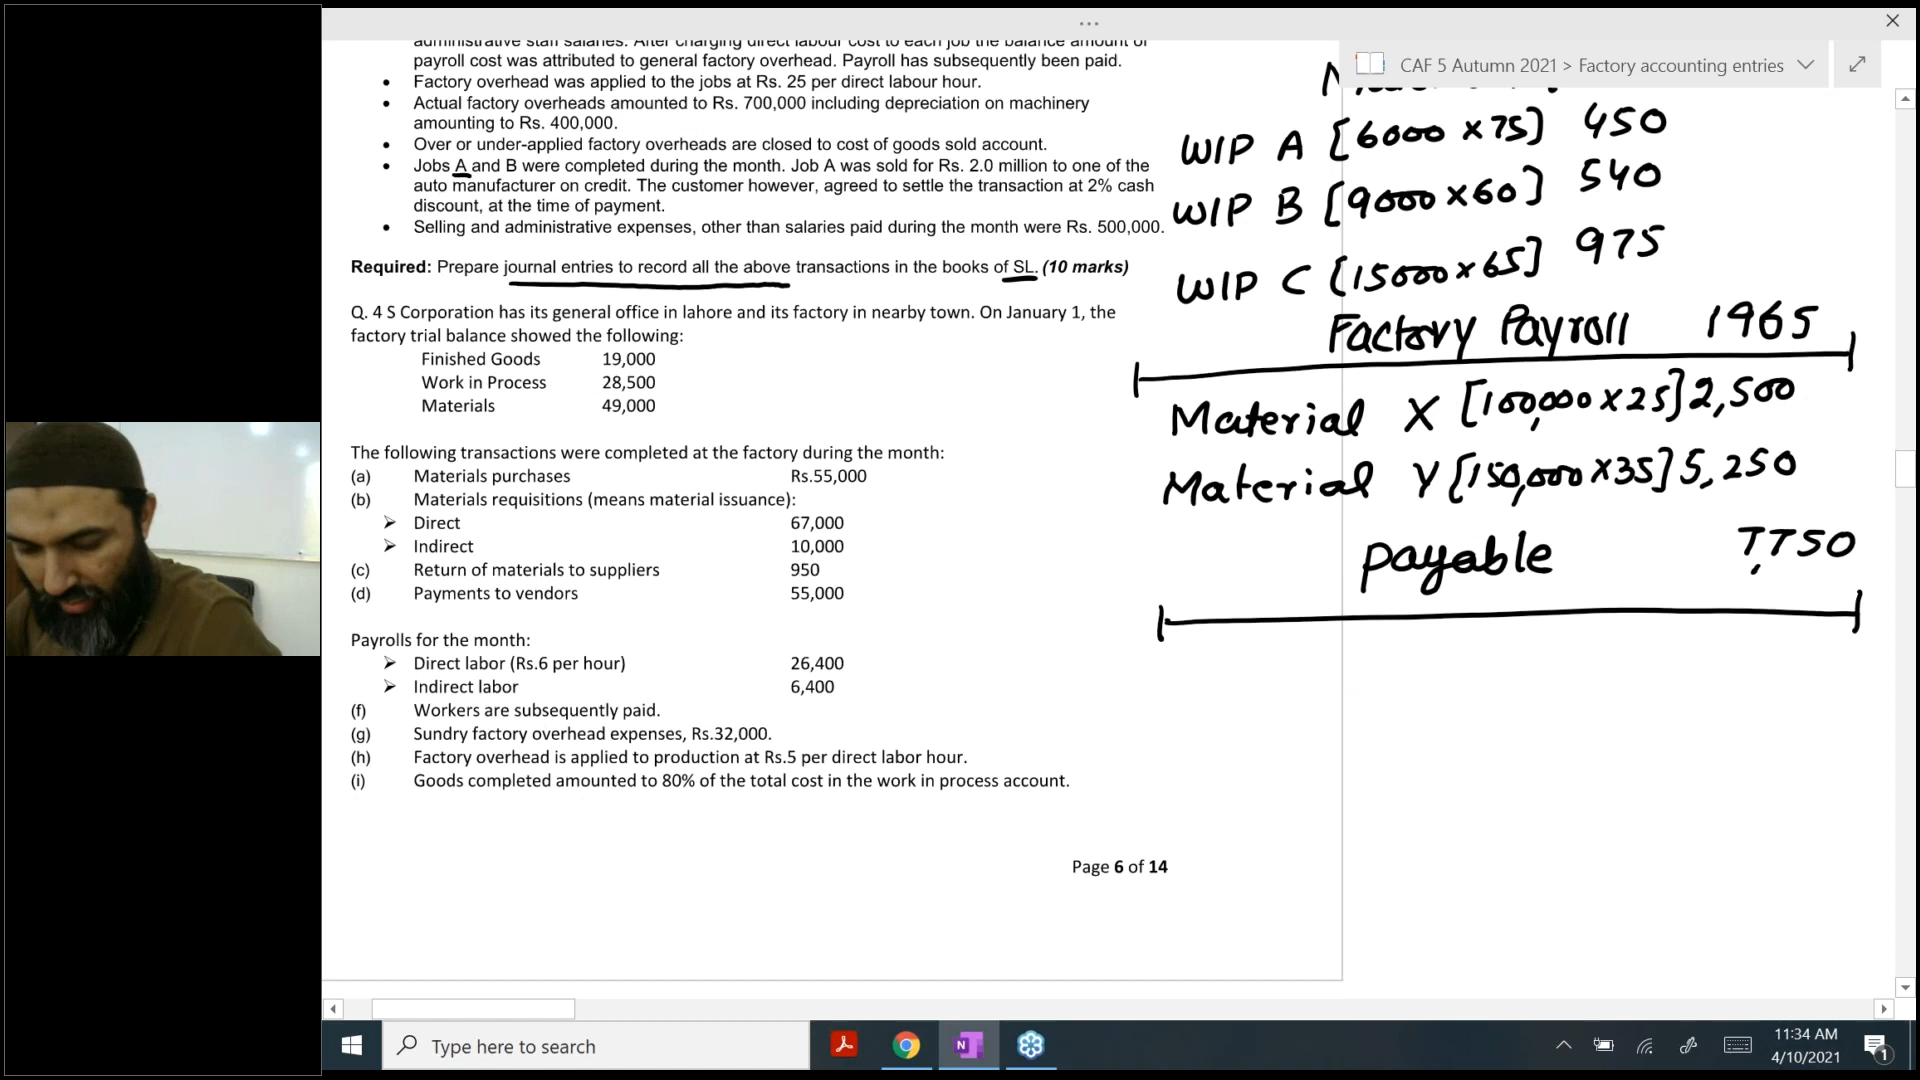 CAF 5 Autumn 2021 > Factory accounting entries
administrative staff salaries. After charging direct labour cost to each job the balance amount of
payroll cost was attributed to general factory overhead. Payroll has subsequently been paid.
• Factory overhead was applied to the jobs at Rs. 25 per direct labour hour.
• Actual factory overheads amounted to Rs. 700,000 including depreciation on machinery
amounting to Rs. 400,000.
• Over or under-applied factory overheads are closed to cost of goods sold account.
• Jobs A and B were completed during the month. Job A was sold for Rs. 2.0 million to one of the
auto manufacturer on credit. The customer however, agreed to settle the transaction at 2% cash
discount, at the time of payment.
• Selling and administrative expenses, other than salaries paid during the month were Rs. 500,000.
Required: Prepare journal entries to record all the above transactions in the books of SL. (10 marks)
Q. 4 S Corporation has its general office in lahore and its factory in nearby town. On January 1, the
factory trial balance showed the following:
Finished Goods 19,000
Work in Process 28,500
Materials 49,000
The following transactions were completed at the factory during the month:
(a) Materials purchases Rs.55,000
(b) Materials requisitions (means material issuance):
➢ Direct 67,000
➢ Indirect 10,000
(c) Return of materials to suppliers 950
(d) Payments to vendors 55,000
Payrolls for the month:
➢ Direct labor (Rs.6 per hour) 26,400
➢ Indirect labor 6,400
(f) Workers are subsequently paid.
(g) Sundry factory overhead expenses, Rs.32,000.
(h) Factory overhead is applied to production at Rs.5 per direct labor hour.
(i) Goods completed amounted to 80% of the total cost in the work in process account.
Page 6 of 14
WIP A [6000 x 75] 450
WIP B [9000 x 60] 540
WIP C [15000 x 65] 975
Factory Payroll 1965
Material X [100,000 x 25] 2,500
Material Y [150,000 x 35] 5,250
Payable 7,750
Type here to search
11:34 AM
4/10/2021
1